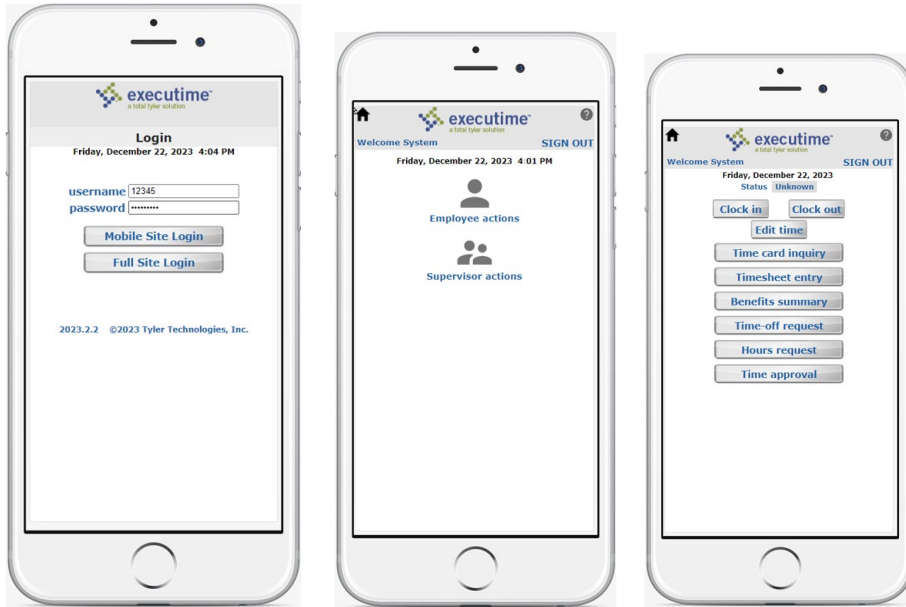 executime™
a total tyler solution
Login
Friday, December 22, 2023 4:04 PM
username 12345
password •••••••••
Mobile Site Login
Full Site Login
2023.2.2 ©2023 Tyler Technologies, Inc.
executime™
a total tyler solution
?
Welcome System SIGN OUT
Friday, December 22, 2023 4:01 PM
Employee actions
Supervisor actions
executime™
a total tyler solution
?
Welcome System SIGN OUT
Friday, December 22, 2023
Status Unknown
Clock in Clock out
Edit time
Time card inquiry
Timesheet entry
Benefits summary
Time-off request
Hours request
Time approval